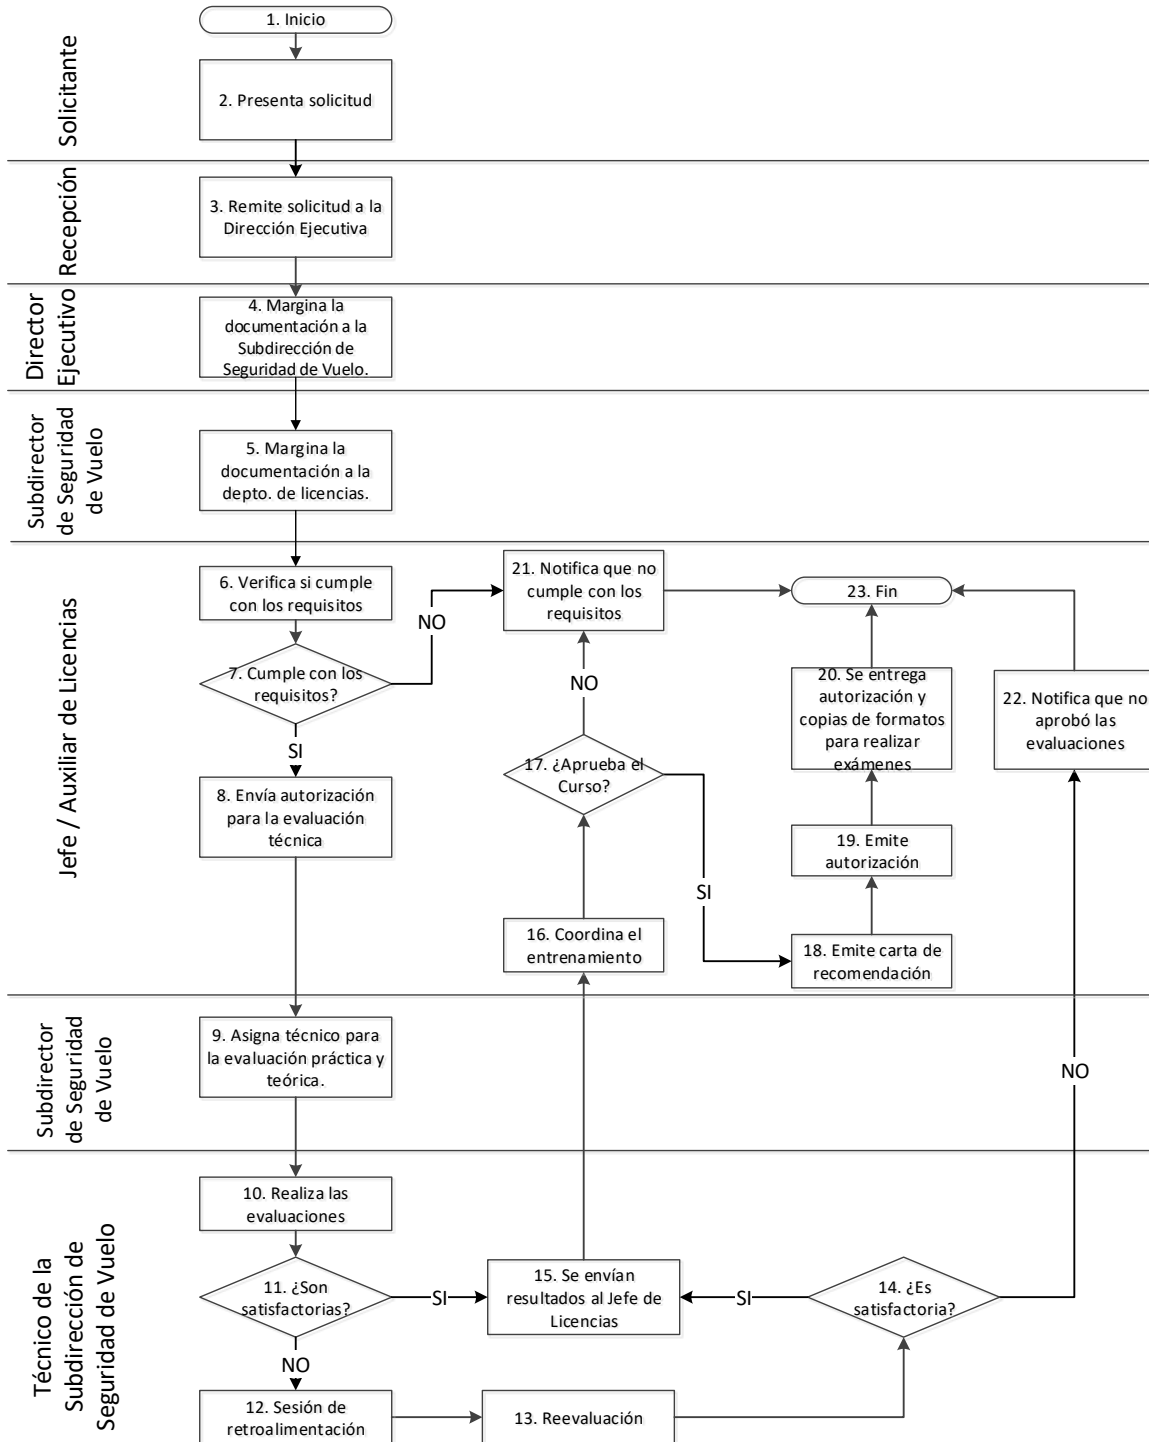 Solicitante
1. Inicio
2. Presenta solicitud
Recepción
3. Remite solicitud a la
Dirección Ejecutiva
Director
Ejecutivo
4. Margina la
documentación a la
Subdirección de
Seguridad de Vuelo.
Subdirector
de Seguridad
de Vuelo
5. Margina la
documentación a la
depto. de licencias.
Jefe / Auxiliar de Licencias
6. Verifica si cumple
con los requisitos
7. Cumple con los
requisitos?
NO
SI
8. Envía autorización
para la evaluación
técnica
21. Notifica que no
cumple con los
requisitos
NO
17. ¿Aprueba el
Curso?
SI
16. Coordina el
entrenamiento
23. Fin
20. Se entrega
autorización y
copias de formatos
para realizar
exámenes
19. Emite
autorización
18. Emite carta de
recomendación
22. Notifica que no
aprobó las
evaluaciones
Subdirector
de Seguridad
de Vuelo
9. Asigna técnico para
la evaluación práctica y
teórica.
NO
Técnico de la
Subdirección de
Seguridad de Vuelo
10. Realiza las
evaluaciones
11. ¿Son
satisfactorias?
SI
15. Se envían
resultados al Jefe de
Licencias
SI
14. ¿Es
satisfactoria?
NO
12. Sesión de
retroalimentación
13. Reevaluación